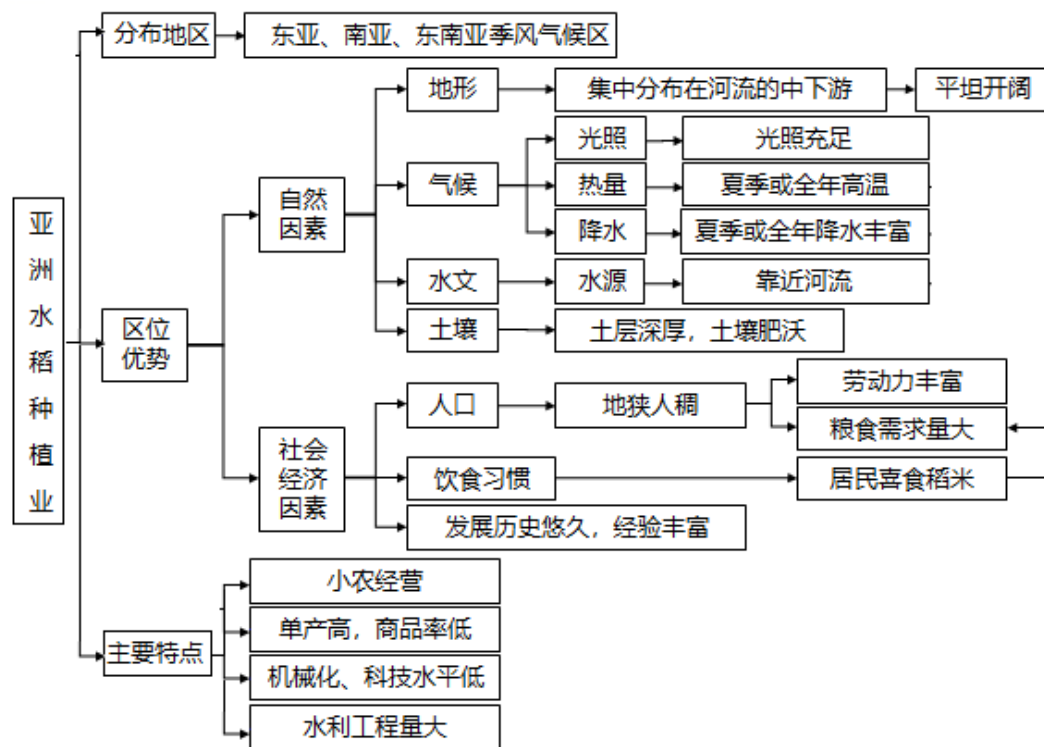 亚洲水稻种植业
分布地区
东亚、南亚、东南亚季风气候区
区位优势
自然因素
地形
集中分布在河流的中下游
平坦开阔
气候
光照
光照充足
热量
夏季或全年高温
降水
夏季或全年降水丰富
水文
水源
靠近河流
土壤
土层深厚，土壤肥沃
社会经济因素
人口
地狭人稠
劳动力丰富
粮食需求量大
饮食习惯
居民喜食稻米
发展历史悠久，经验丰富
主要特点
小农经营
单产高，商品率低
机械化、科技水平低
水利工程量大